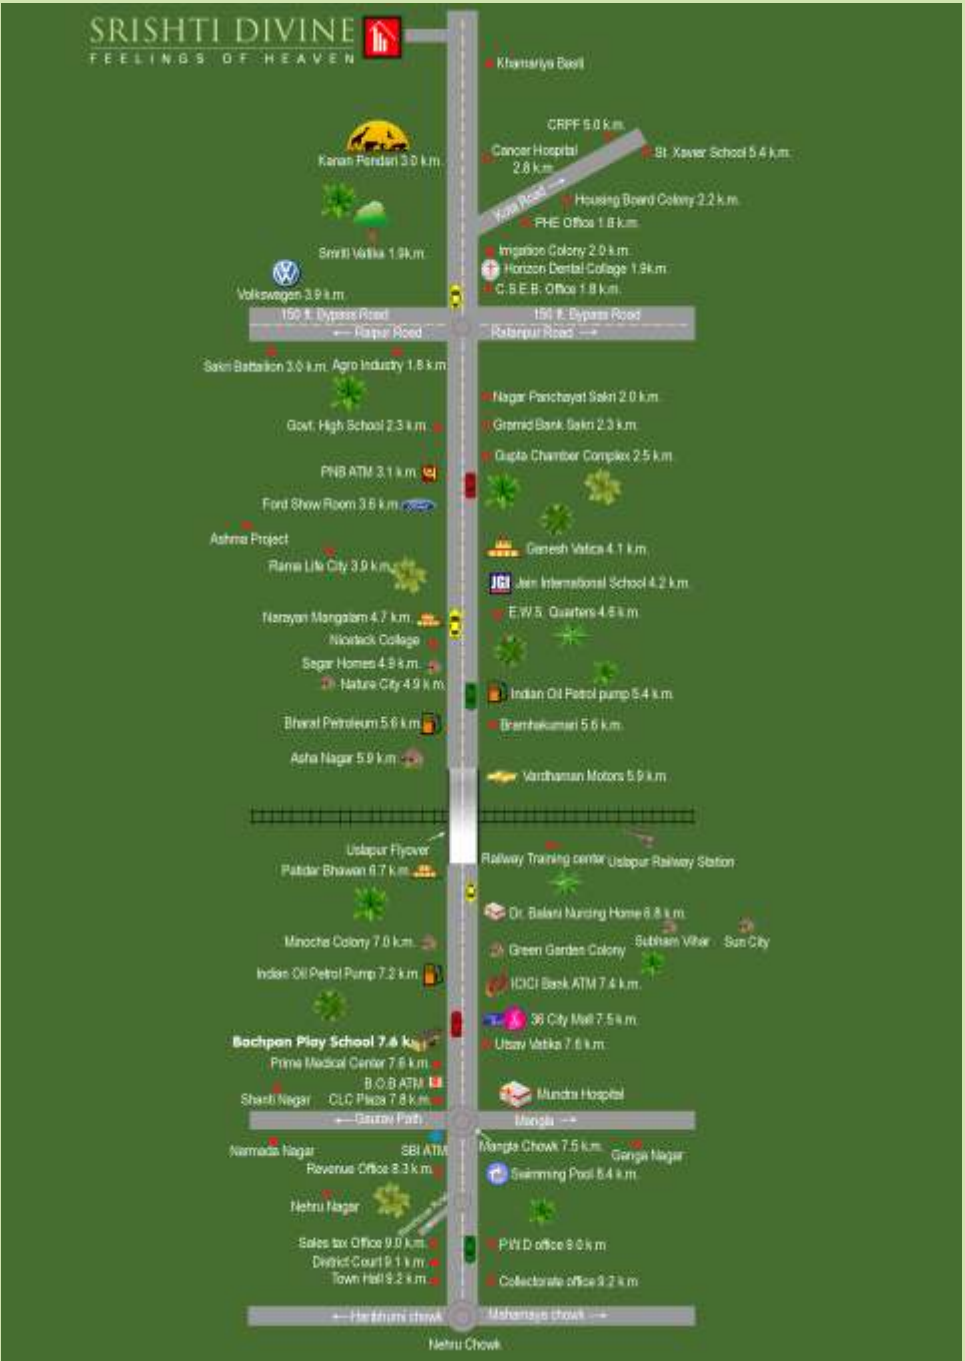 SRISHTI DIVINE
FEELINGS OF HEAVEN
Khamariya Basti
CRPF 5.0 k.m.
Kanan Pendari 3.0 k.m.
Cancer Hospital
2.8 k.m.
St. Xavier School 5.4 k.m.
Kota Road →
Housing Board Colony 2.2 k.m.
PHE Office 1.8 k.m.
Smriti Vatika 1.9k.m.
Irrigation Colony 2.0 k.m.
Horizon Dental Collage 1.9k.m.
Volkswagen 3.9 k.m.
C.S.E.B. Office 1.8 k.m.
150 ft. Bypass Road
150 ft. Bypass Road
← Raipur Road
Ratanpur Road →
Sakri Battalion 3.0 k.m.
Agro Industry 1.8 k.m
Nagar Panchayat Sakri 2.0 k.m.
Govt. High School 2.3 k.m.
Gramid Bank Sakri 2.3 k.m.
Gupta Chamber Complex 2.5 k.m.
PNB ATM 3.1 k.m.
Ford Show Room 3.6 k.m
Ashma Project
Ganesh Vatica 4.1 k.m.
Rama Life City 3.9 k.m.
JGI
Jain International School 4.2 k.m.
Narayan Mangalam 4.7 k.m.
E.W.S. Quarters 4.6 k.m.
Nicsteck College
Sagar Homes 4.9 k.m.
Nature City 4.9 k.m.
Indian Oil Petrol pump 5.4 k.m.
Bharat Petroleum 5.6 k.m
Bramhakumari 5.6 k.m.
Asha Nagar 5.9 k.m
Vardhaman Motors 5.9 k.m.
Uslapur Flyover
Railway Training center
Uslapur Railway Station
Patidar Bhawan 6.7 k.m.
Dr. Balani Nurcing Home 6.8 k.m.
Minocha Colony 7.0 k.m.
Green Garden Colony
Subham Vihar
Sun City
Indian Oil Petrol Pump 7.2 k.m
ICICI Bank ATM 7.4 k.m.
36 City Mall 7.5 k.m.
Bachpan Play School 7.6 k
Utsav Vatika 7.6 k.m.
Prime Medical Center 7.6 k.m.
B.O.B ATM
Shanti Nagar
CLC Plaza 7.8 k.m.
Mundra Hospital
← Gaurav Path
Mangla →
Narmada Nagar
SBI ATM
Mangla Chowk 7.5 k.m.
Ganga Nagar
Revenue Office 8.3 k.m.
Swimming Pool 8.4 k.m.
Nehru Nagar
Sales tax Office 9.0 k.m.
P.W.D office 9.0 k.m
District Court 9.1 k.m
Town Hall 9.2 k.m.
Collectorate office 9.2 k.m
← Haribhumi chowk
Mahamaya chowk →
Nehru Chowk